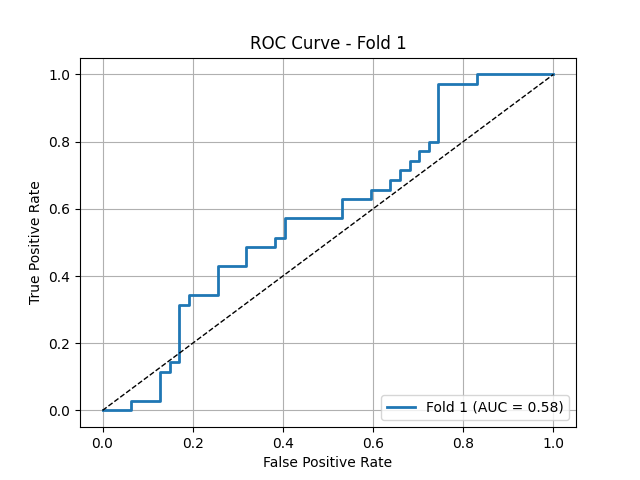 ROC Curve - Fold 1
True Positive Rate
1.0
0.8
0.6
0.4
0.2
0.0
Fold 1 (AUC = 0.58)
0.0 0.2 0.4 0.6 0.8 1.0
False Positive Rate